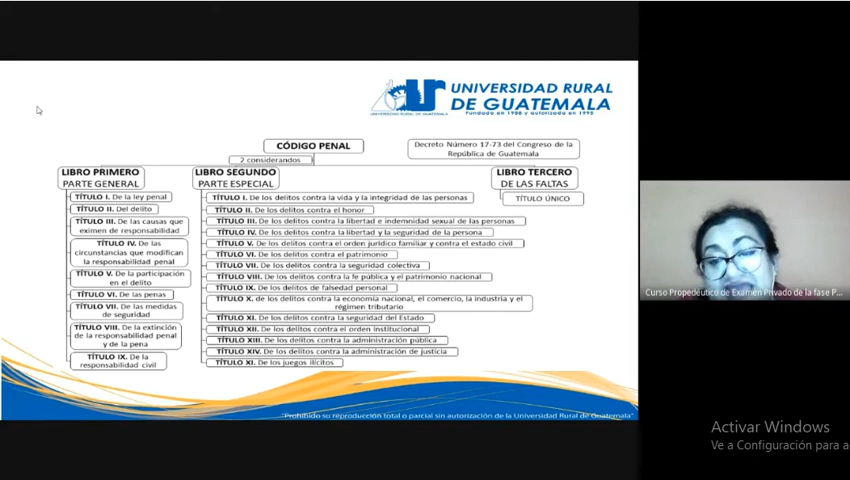 UNIVERSIDAD RURAL
DE GUATEMALA
Fundada en 1988 y autorizada en 1995
UNIVERSIDAD RURAL DE GUATEMALA
CÓDIGO PENAL
Decreto Número 17-73 del Congreso de la
República de Guatemala
2 considerandos
LIBRO PRIMERO
PARTE GENERAL
TÍTULO I. De la ley penal
TÍTULO II. Del delito
TÍTULO III. De las causas que
eximen de responsabilidad
TÍTULO IV. De las
circunstancias que modifican
la responsabilidad penal
TÍTULO V. De la participación
en el delito
TÍTULO VI. De las penas
TÍTULO VII. De las medidas
de seguridad
TÍTULO VIII. De la extinción
de la responsabilidad penal
y de la pena
TÍTULO IX. De la
responsabilidad civil
LIBRO SEGUNDO
PARTE ESPECIAL
TÍTULO I. De los delitos contra la vida y la integridad de las personas
TÍTULO II. De los delitos contra el honor
TÍTULO III. De los delitos contra la libertad e indemnidad sexual de las personas
TÍTULO IV. De los delitos contra la libertad y la seguridad de la persona
TÍTULO V. De los delitos contra el orden jurídico familiar y contra el estado civil
TÍTULO VI. De los delitos contra el patrimonio
TÍTULO VII. De los delitos contra la seguridad colectiva
TÍTULO VIII. De los delitos contra la fe pública y el patrimonio nacional
TÍTULO IX. De los delitos de falsedad personal
TÍTULO X. de los delitos contra la economía nacional, el comercio, la industria y el
régimen tributario
TÍTULO XI. De los delitos contra la seguridad del Estado
TÍTULO XII. De los delitos contra el orden institucional
TÍTULO XIII. De los delitos contra la administración pública
TÍTULO XIV. De los delitos contra la administración de justicia
TÍTULO XI. De los juegos ilícitos
LIBRO TERCERO
DE LAS FALTAS
TÍTULO ÚNICO
"Prohibido su reproducción total o parcial sin autorización de la Universidad Rural de Guatemala"
Curso Propedéutico de Examen Privado de la fase P...
Activar Windows
Ve a Configuración para a